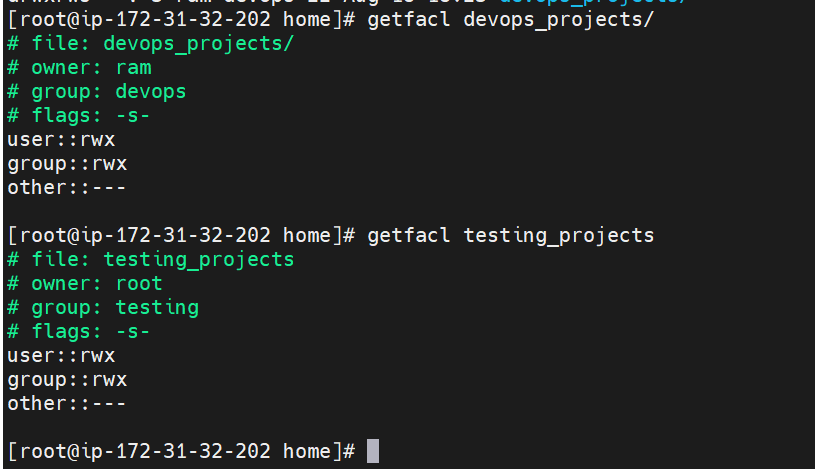 [root@ip-172-31-32-202 home]# getfacl devops_projects/
# file: devops_projects/
# owner: ram
# group: devops
# flags: -s-
user::rwx
group::rwx
other::---
[root@ip-172-31-32-202 home]# getfacl testing_projects
# file: testing_projects
# owner: root
# group: testing
# flags: -s-
user::rwx
group::rwx
other::---
[root@ip-172-31-32-202 home]#